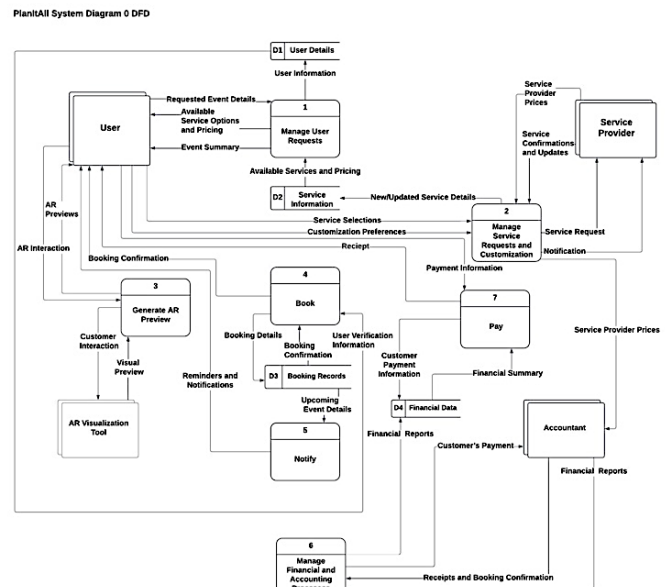 PlanItAll System Diagram 0 DFD
D1 User Details
User Information
Requested Event Details
Available
Service Options
and Pricing
Event Summary
User
1
Manage User
Requests
Service
Provider
Prices
Service
Provider
Service
Confirmations
and Updates
Available Services and Pricing
D2 Service
Information
New/Updated Service Details
2
Manage
Service
Requests and
Customization
Service Request
Notification
AR
Previews
AR Interaction
Service Selections
Customization Preferences
Reciept
Booking Confirmation
Payment Information
3
Generate AR
Preview
4
Book
7
Pay
Service Provider Prices
Customer
Interaction
Visual
Preview
Booking Details
Booking
Confirmation
User Verification
Information
Customer
Payment
Information
Financial Summary
Reminders and
Notifications
D3 Booking Records
Upcoming
Event Details
D4 Financial Data
AR Visualization
Tool
5
Notify
Financial Reports
Customer's Payment
Accountant
Financial Reports
6
Manage
Financial and
Accounting
Receipts and Booking Confirmation